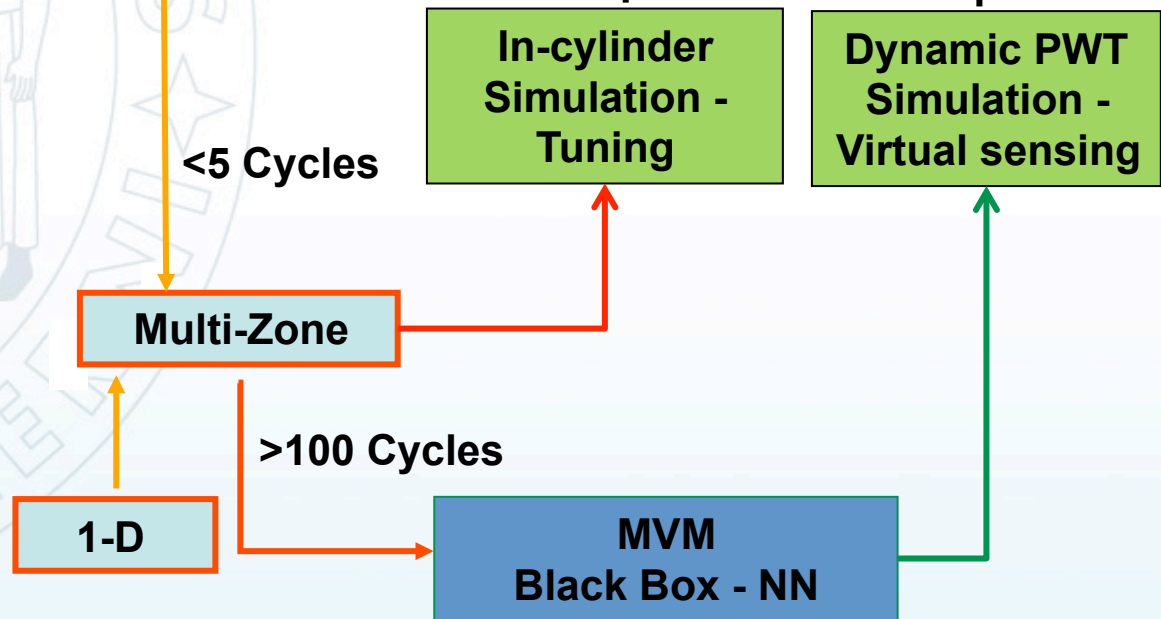 In-cylinder
Simulation -
Tuning
Dynamic PWT
Simulation -
Virtual sensing
<5 Cycles
Multi-Zone
>100 Cycles
1-D
MVM
Black Box - NN